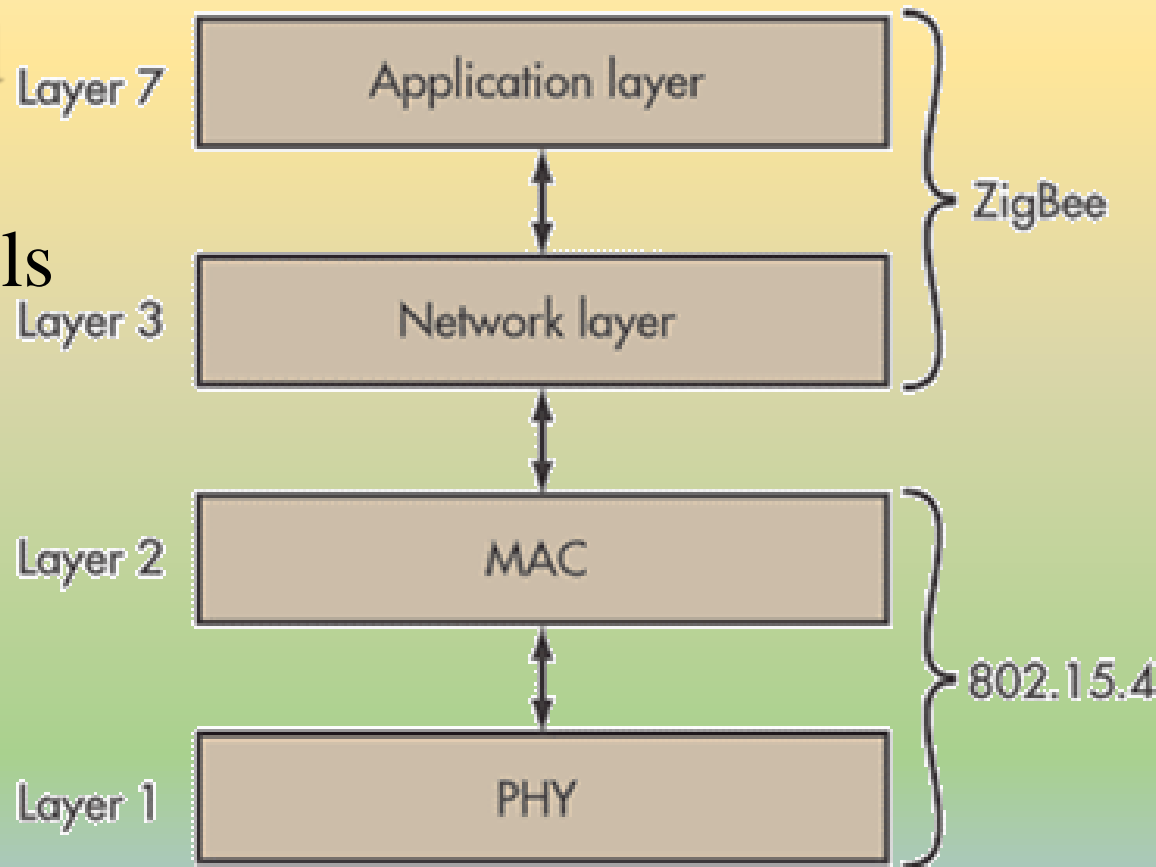 Layer 7 Application layer
ZigBee
ls
Layer 3 Network layer
Layer 2 MAC
802.15.4
Layer 1 PHY